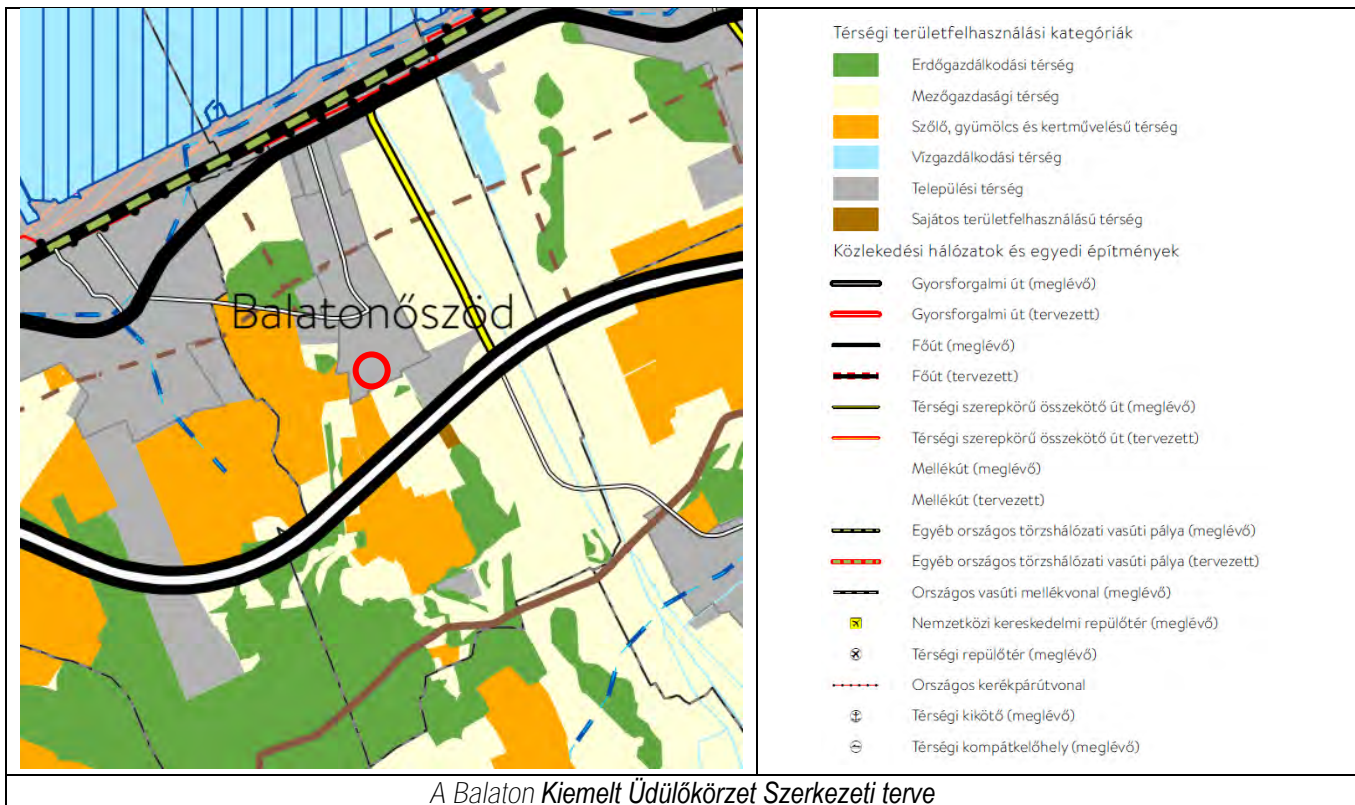 Balatonőszöd
Térségi területfelhasználási kategóriák
Erdőgazdálkodási térség
Mezőgazdasági térség
Szőlő, gyümölcs és kertművelésű térség
Vízgazdálkodási térség
Települési térség
Sajátos területfelhasználású térség
Közlekedési hálózatok és egyedi építmények
Gyorsforgalmi út (meglévő)
Gyorsforgalmi út (tervezett)
Főút (meglévő)
Főút (tervezett)
Térségi szerepkörű összekötő út (meglévő)
Térségi szerepkörű összekötő út (tervezett)
Mellékút (meglévő)
Mellékút (tervezett)
Egyéb országos törzshálózati vasúti pálya (meglévő)
Egyéb országos törzshálózati vasúti pálya (tervezett)
Országos vasúti mellékvonal (meglévő)
Nemzetközi kereskedelmi repülőtér (meglévő)
Térségi repülőtér (meglévő)
Országos kerékpárútvonal
Térségi kikötő (meglévő)
Térségi kompátkelőhely (meglévő)
A Balaton Kiemelt Üdülőkörzet Szerkezeti terve